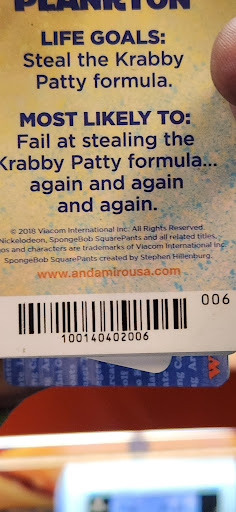 PLANKTON
LIFE GOALS:
Steal the Krabby
Patty formula.
MOST LIKELY TO:
Fail at stealing the
Krabby Patty formula...
again and again
and again.
© 2018 Viacom International Inc. All Rights Reserved.
Nickelodeon, SpongeBob SquarePants and all related titles,
os and characters are trademarks of Viacom International Inc.
SpongeBob SquarePants created by Stephen Hillenburg.
www.andamirousa.com
006
100140402006